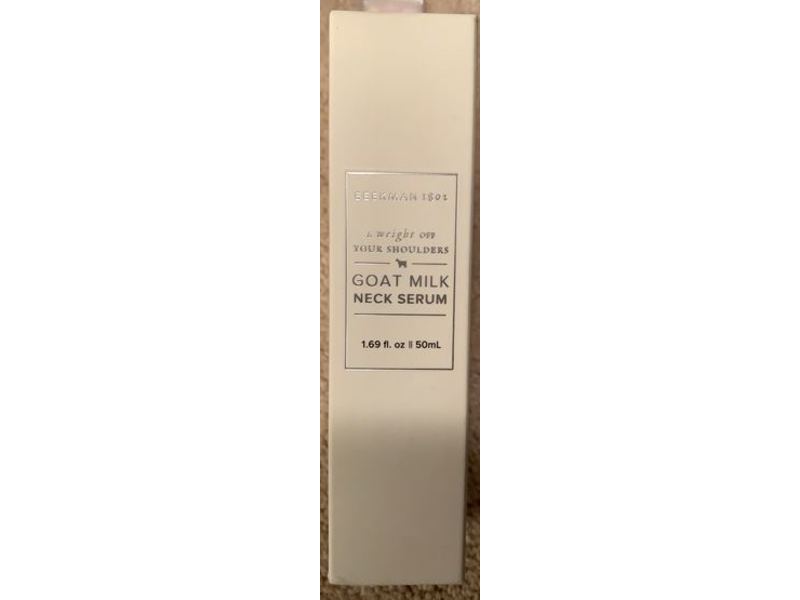 BEEKMAN 1802
a weight OFF
YOUR SHOULDERS
GOAT MILK
NECK SERUM
1.69 fl. oz || 50mL